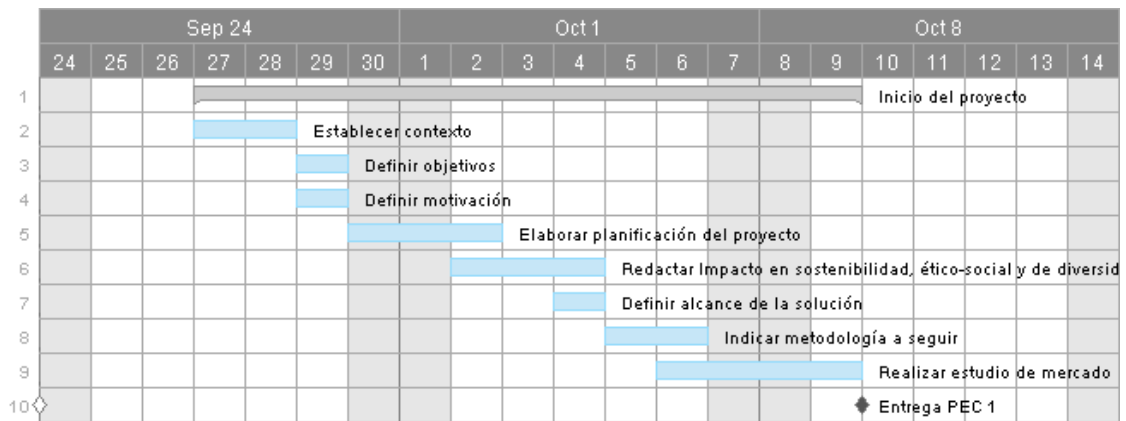 Sep 24 Oct 1 Oct 8
24 25 26 27 28 29 30 1 2 3 4 5 6 7 8 9 10 11 12 13 14
1 Inicio del proyecto
2 Establecer contexto
3 Definir objetivos
4 Definir motivación
5 Elaborar planificación del proyecto
6 Redactar Impacto en sostenibilidad, ético-social y de diversid
7 Definir alcance de la solución
8 Indicar metodología a seguir
9 Realizar estudio de mercado
10 Entrega PEC 1